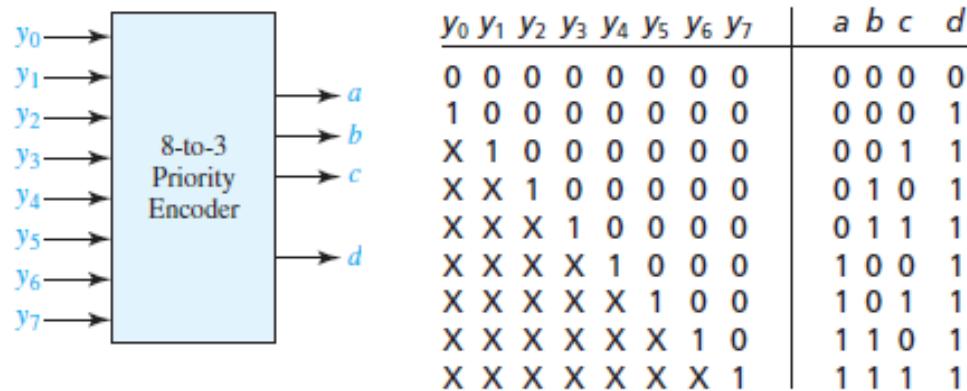 y0
y1
y2
y3
y4
y5
y6
y7
8-to-3
Priority
Encoder
a
b
c
d
y0 y1 y2 y3 y4 y5 y6 y7 a b c d
0 0 0 0 0 0 0 0 0 0 0 0
1 0 0 0 0 0 0 0 0 0 0 1
X 1 0 0 0 0 0 0 0 0 1 1
X X 1 0 0 0 0 0 0 1 0 1
X X X 1 0 0 0 0 0 1 1 1
X X X X 1 0 0 0 1 0 0 1
X X X X X 1 0 0 1 0 1 1
X X X X X X 1 0 1 1 0 1
X X X X X X X 1 1 1 1 1